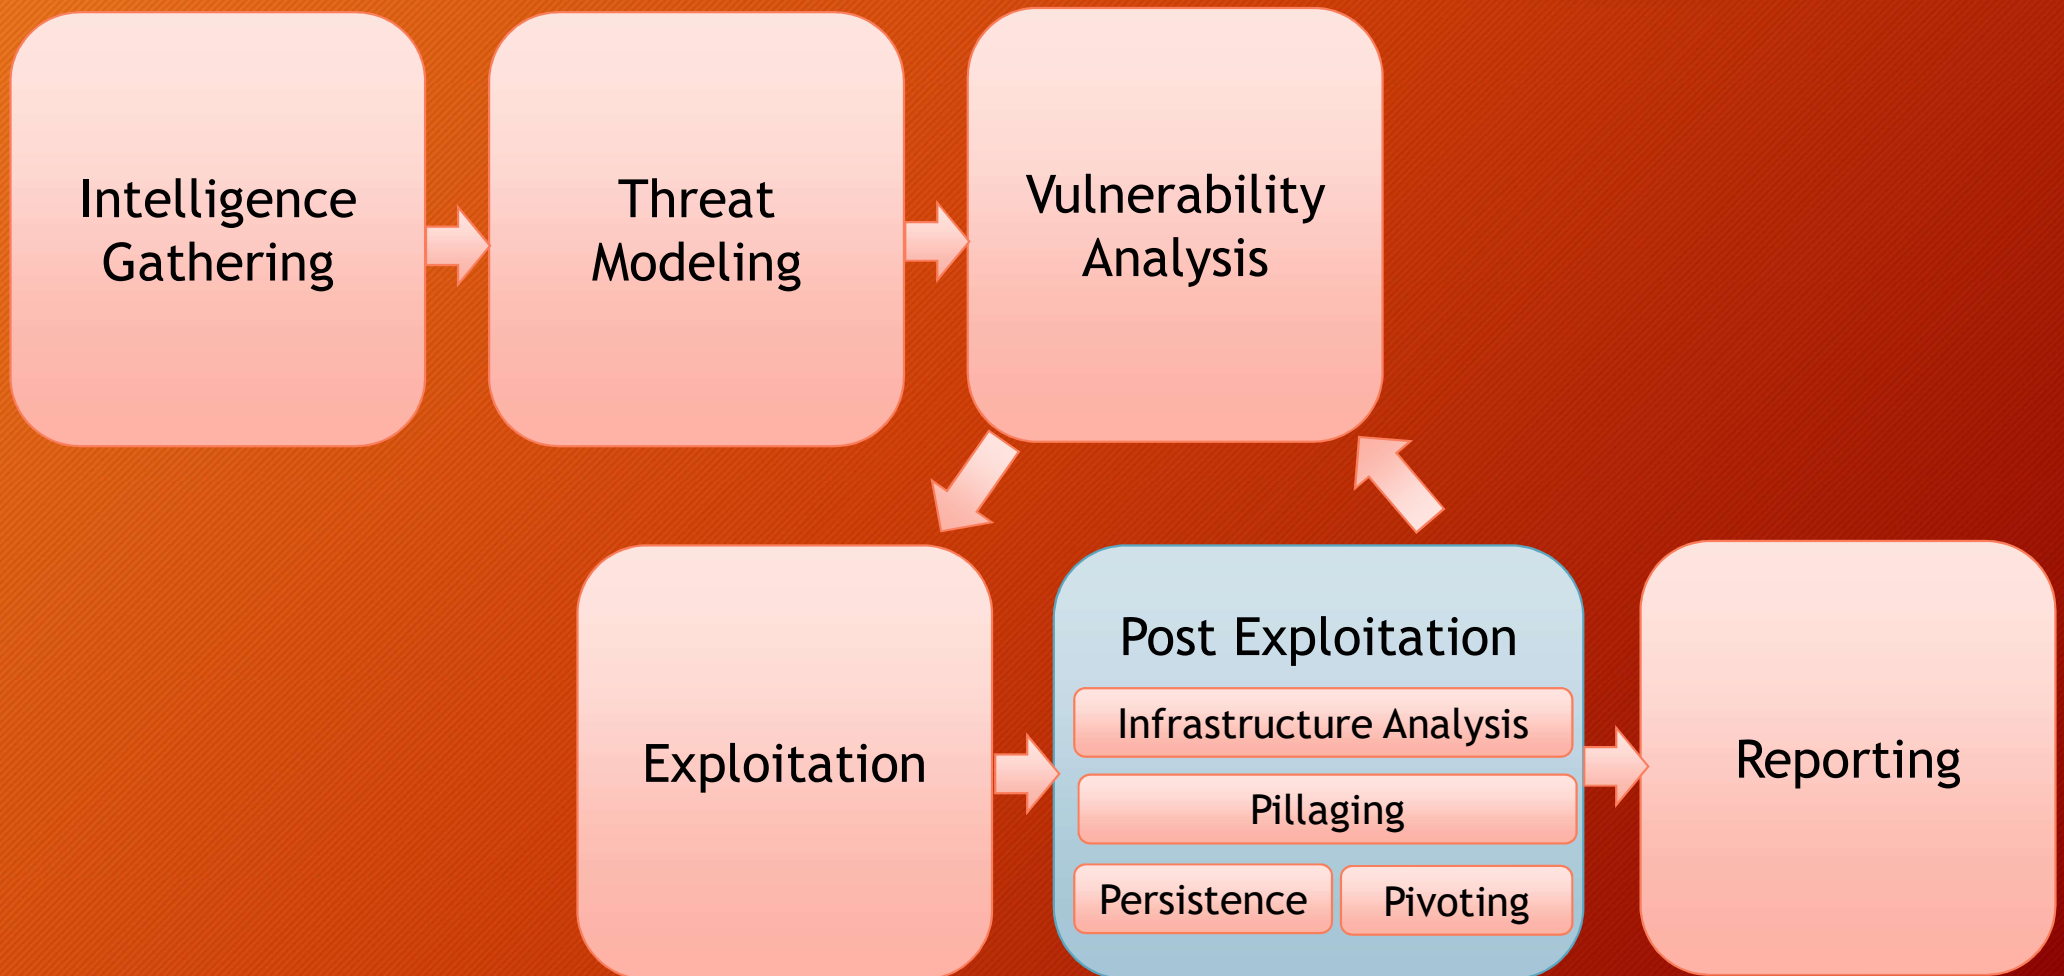 Intelligence
Gathering
Threat
Modeling
Vulnerability
Analysis
Exploitation
Post Exploitation
Infrastructure Analysis
Pillaging
Persistence
Pivoting
Reporting